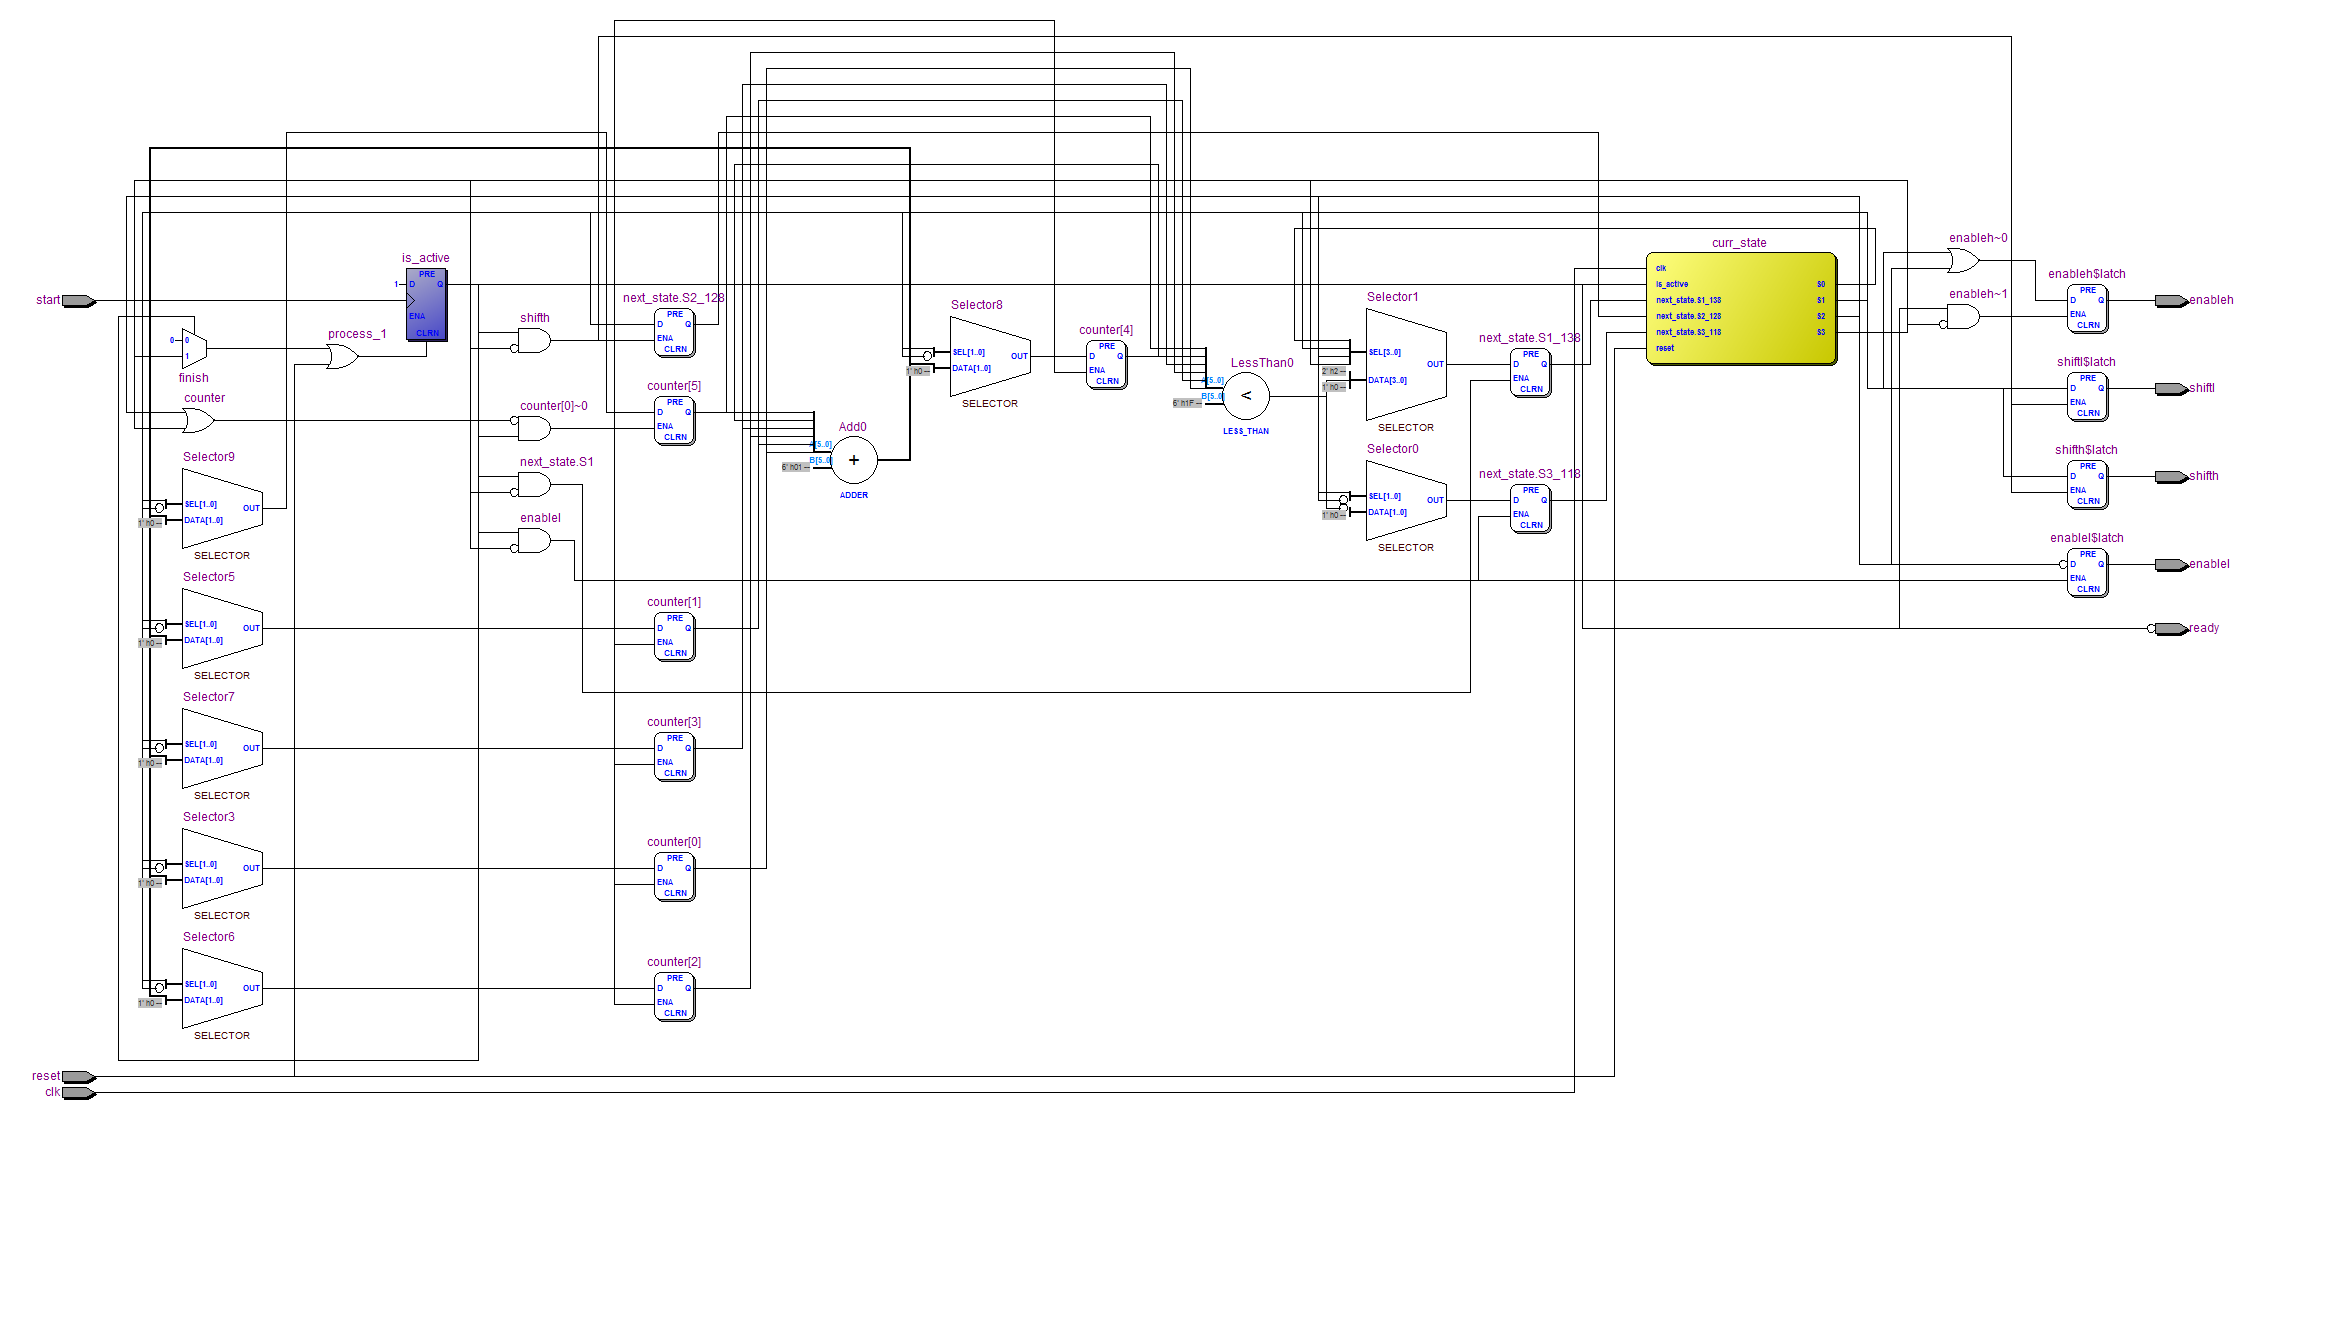 start
finish
0
0
1
process_1
is_active
PRE
1
D
Q
ENA
CLRN
counter
Selector9
SEL[1..0]
DATA[1..0]
OUT
1' h0
SELECTOR
Selector5
SEL[1..0]
DATA[1..0]
OUT
1' h0
SELECTOR
Selector7
SEL[1..0]
DATA[1..0]
OUT
1' h0
SELECTOR
Selector3
SEL[1..0]
DATA[1..0]
OUT
1' h0
SELECTOR
Selector6
SEL[1..0]
DATA[1..0]
OUT
1' h0
SELECTOR
reset
clk
shifth
counter[0]~0
next_state.S1
enablel
next_state.S2_128
PRE
D
Q
ENA
CLRN
counter[5]
PRE
D
Q
ENA
CLRN
counter[1]
PRE
D
Q
ENA
CLRN
counter[3]
PRE
D
Q
ENA
CLRN
counter[0]
PRE
D
Q
ENA
CLRN
counter[2]
PRE
D
Q
ENA
CLRN
Add0
A[5..0]
B[5..0]
6' h01
+
ADDER
Selector8
SEL[1..0]
DATA[1..0]
OUT
1' h0
SELECTOR
counter[4]
PRE
D
Q
ENA
CLRN
LessThan0
A[5..0]
B[5..0]
6' h1F
<
LESS_THAN
Selector1
SEL[3..0]
DATA[3..0]
OUT
2' h2
1' h0
SELECTOR
Selector0
SEL[1..0]
DATA[1..0]
OUT
1' h0
SELECTOR
next_state.S1_138
PRE
D
Q
ENA
CLRN
next_state.S3_118
PRE
D
Q
ENA
CLRN
curr_state
clk
is_active
next_state.S1_138
next_state.S2_128
next_state.S3_118
reset
S0
S1
S2
S3
enableh~0
enableh~1
enableh$latch
PRE
D
Q
ENA
CLRN
enableh
shiftl$latch
PRE
D
Q
ENA
CLRN
shiftl
shifth$latch
PRE
D
Q
ENA
CLRN
shifth
enablel$latch
PRE
D
Q
ENA
CLRN
enablel
ready